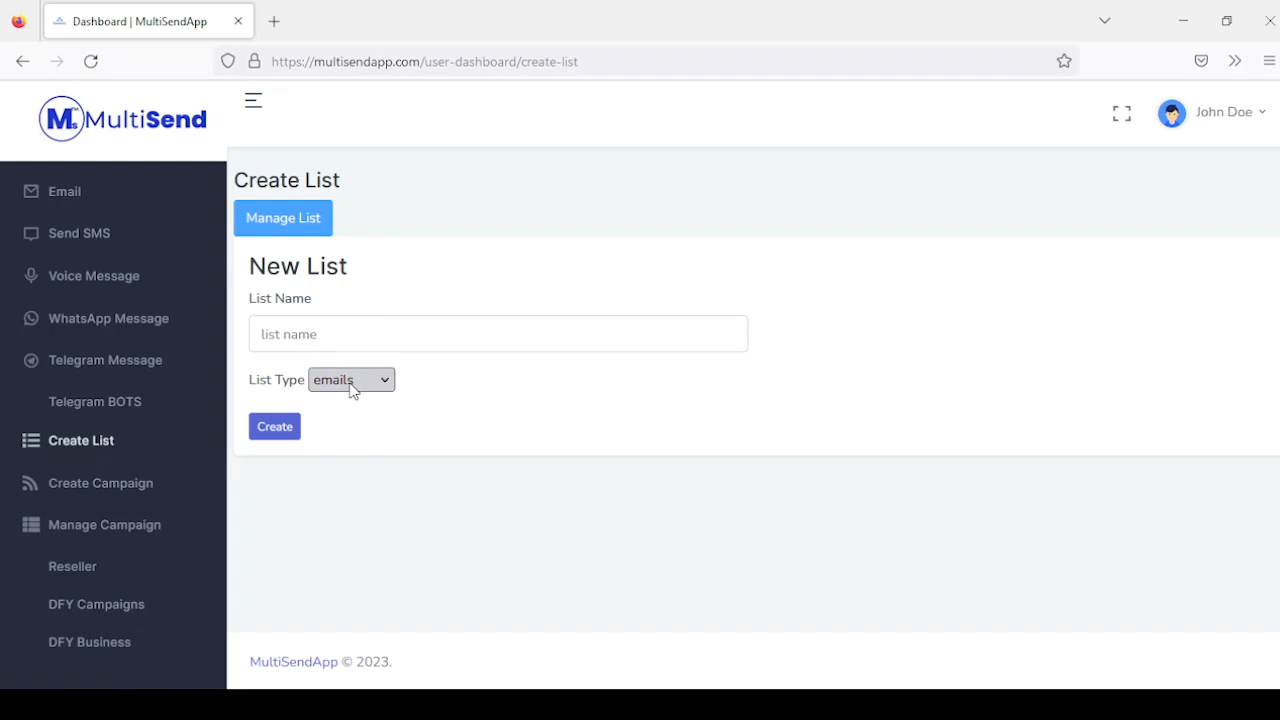 Dashboard | MultiSendApp
https://multisendapp.com/user-dashboard/create-list
Ms MultiSend
John Doe
Email
Send SMS
Voice Message
WhatsApp Message
Telegram Message
Telegram BOTS
Create List
Create Campaign
Manage Campaign
Reseller
DFY Campaigns
DFY Business
Create List
Manage List
New List
List Name
list name
List Type emails
Create
MultiSendApp © 2023.